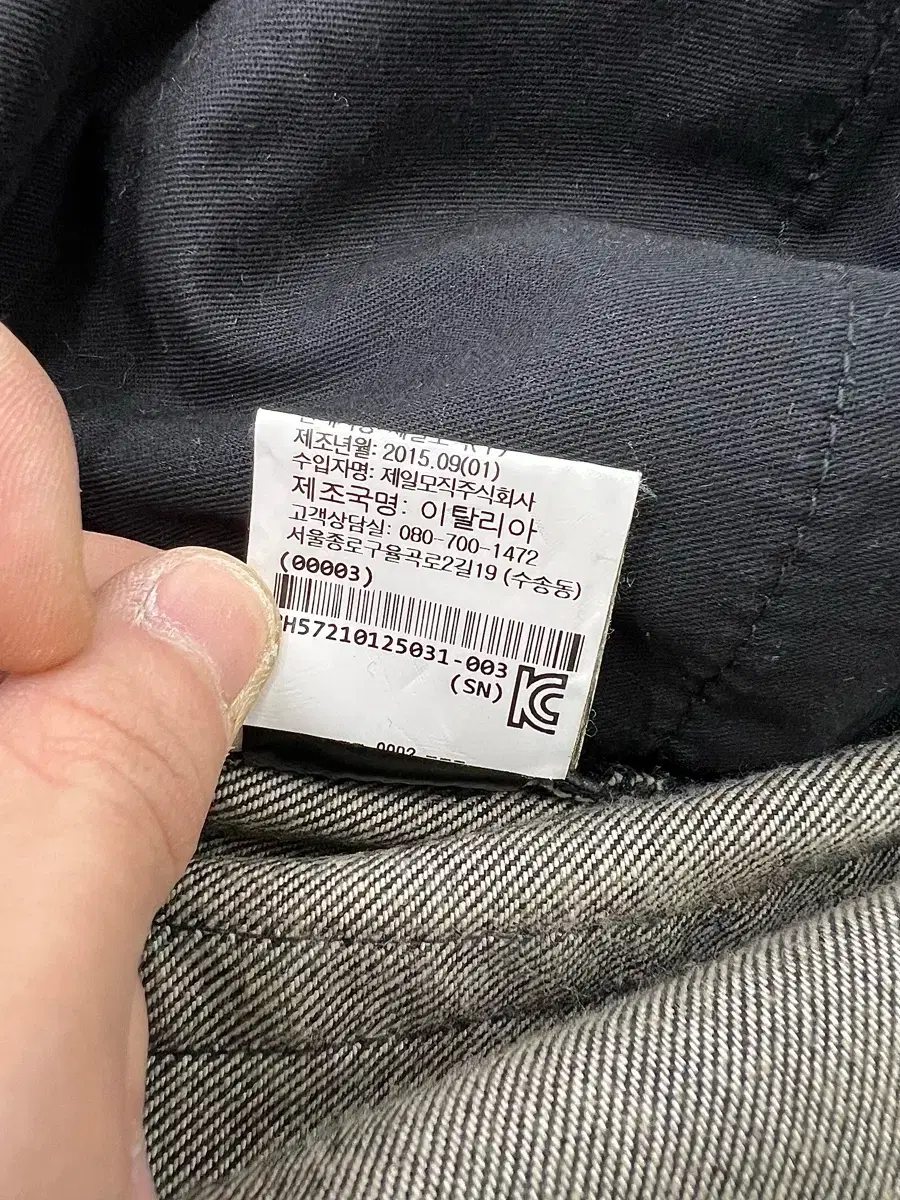 제조년월: 2015.09(01)
수입자명: 제일모직주식회사
제조국명: 이탈리아
고객상담실: 080-700-1472
서울종로구율곡로2길19 (수송동)
(00003)
H57210125031-003
(SN)